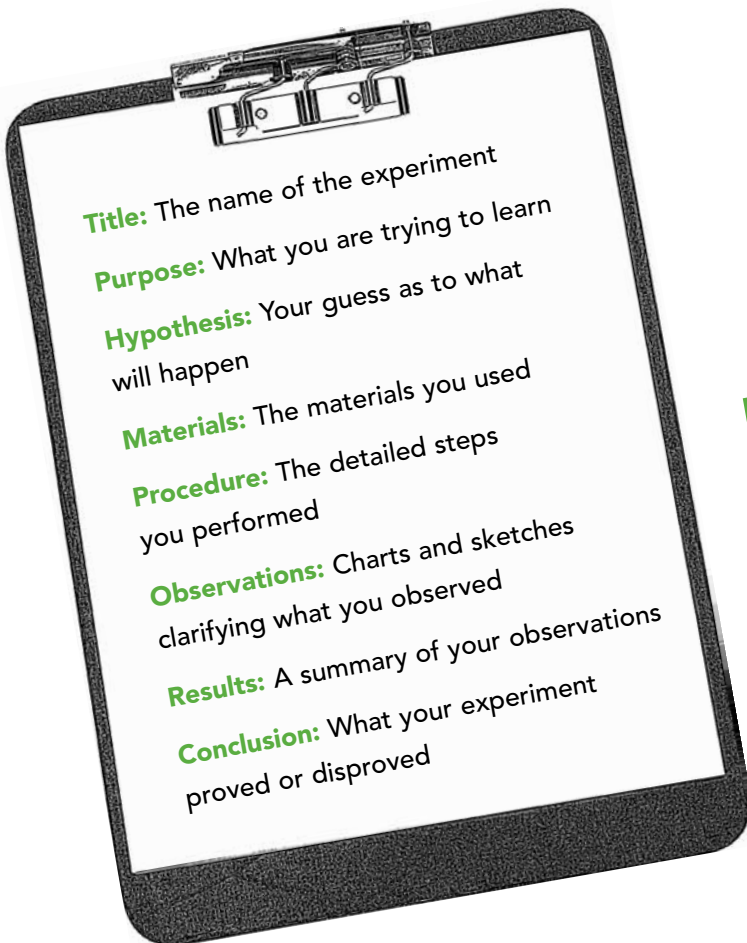 Title: The name of the experiment
Purpose: What you are trying to learn
Hypothesis: Your guess as to what
will happen
Materials: The materials you used
Procedure: The detailed steps
you performed
Observations: Charts and sketches
clarifying what you observed
Results: A summary of your observations
Conclusion: What your experiment
proved or disproved